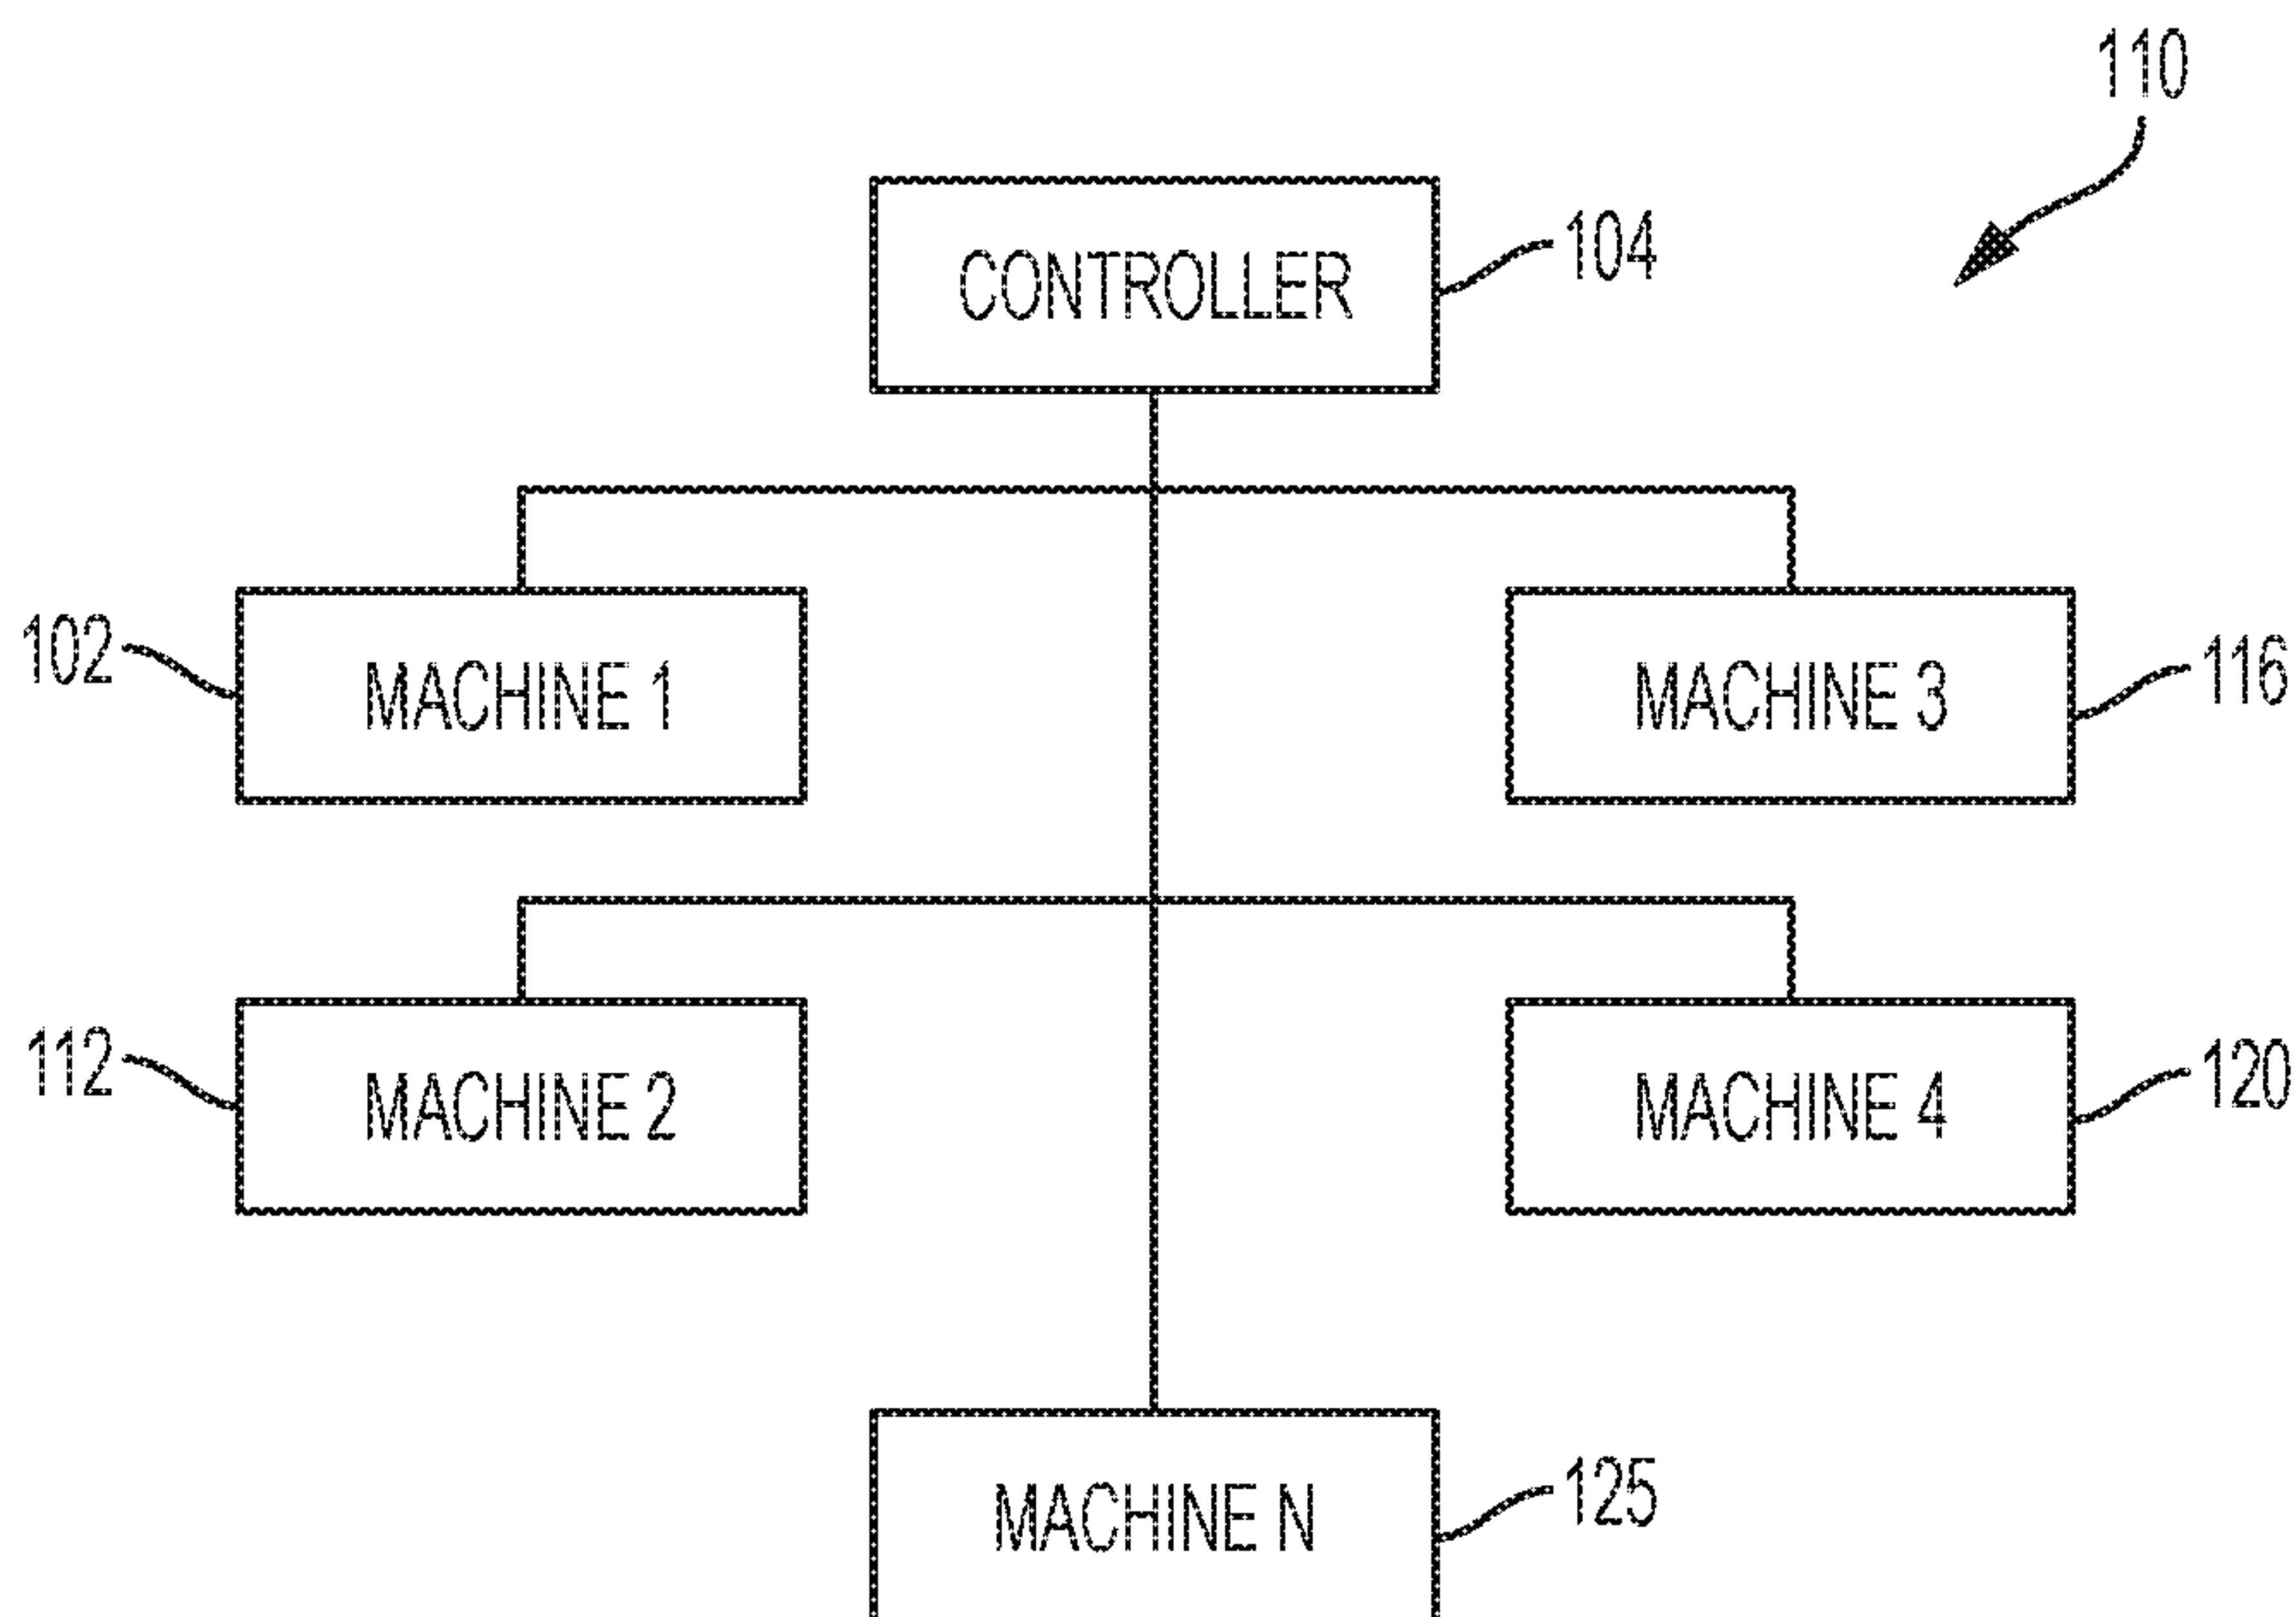 110
CONTROLLER
104
102
MACHINE 1
MACHINE 3
116
112
MACHINE 2
MACHINE 4
120
MACHINE N
125